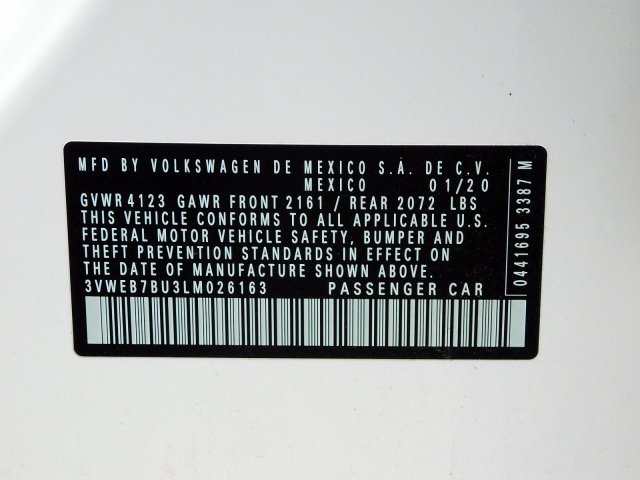 MFD BY VOLKSWAGEN DE MEXICO S.A. DE C.V.
MEXICO 01/20
GVWR 4123 GAWR FRONT 2161 / REAR 2072 LBS
THIS VEHICLE CONFORMS TO ALL APPLICABLE U.S.
FEDERAL MOTOR VEHICLE SAFETY, BUMPER AND
THEFT PREVENTION STANDARDS IN EFFECT ON
THE DATE OF MANUFACTURE SHOWN ABOVE.
3VWEB7BU3LM026163 PASSENGER CAR
0441695 3387 M